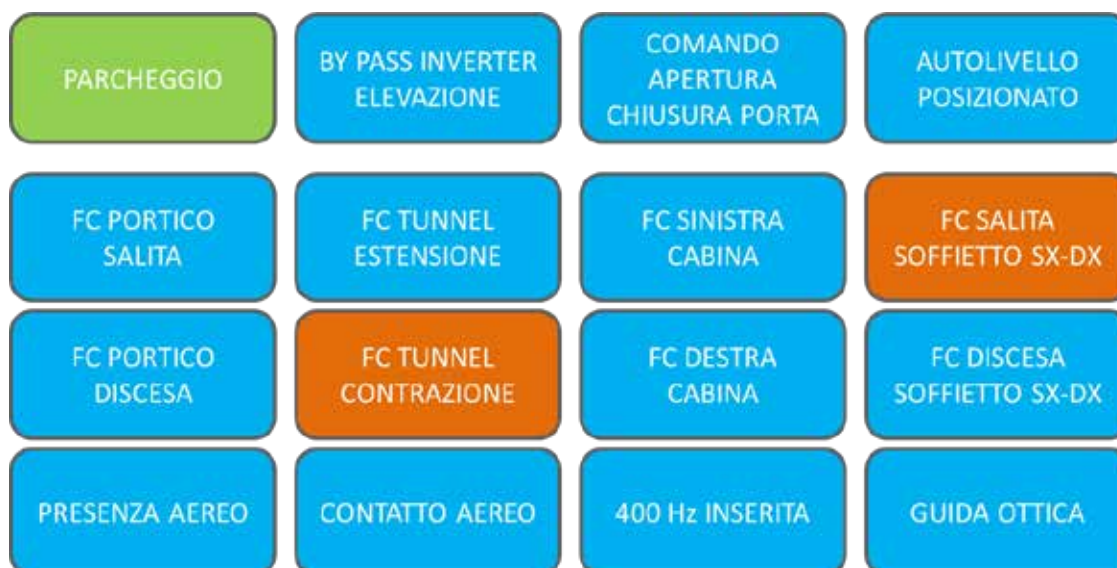 PARCHEGGIO
BY PASS INVERTER
ELEVAZIONE
COMANDO
APERTURA
CHIUSURA PORTA
AUTOLIVELLO
POSIZIONATO
FC PORTICO
SALITA
FC TUNNEL
ESTENSIONE
FC SINISTRA
CABINA
FC SALITA
SOFFIETTO SX-DX
FC PORTICO
DISCESA
FC TUNNEL
CONTRAZIONE
FC DESTRA
CABINA
FC DISCESA
SOFFIETTO SX-DX
PRESENZA AEREO
CONTATTO AEREO
400 Hz INSERITA
GUIDA OTTICA